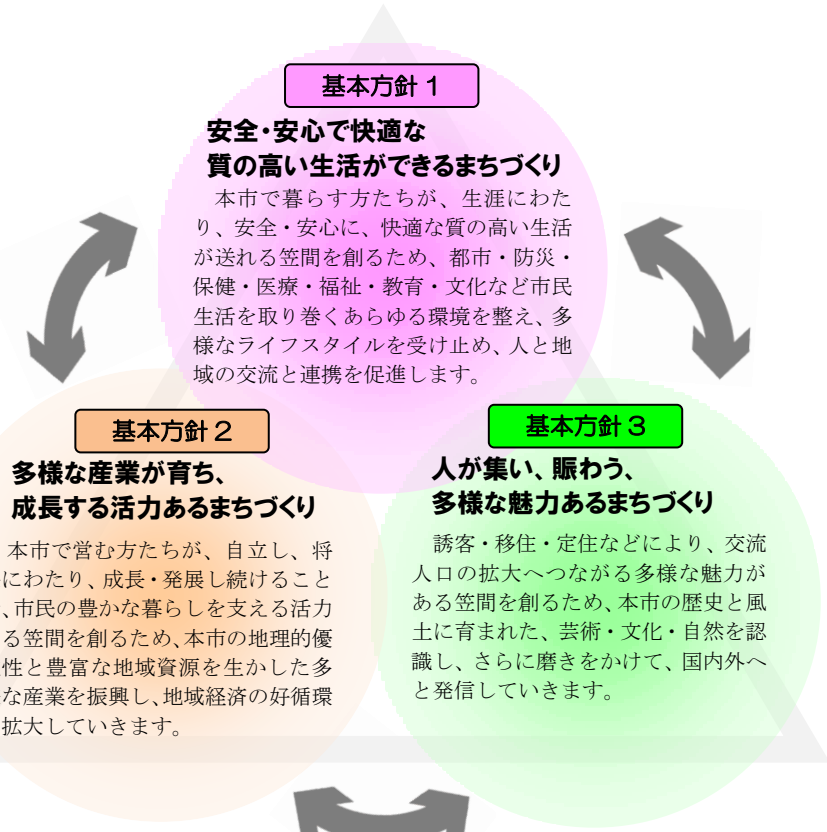 基本方針 1
安全・安心で快適な
質の高い生活ができるまちづくり
本市で暮らす方たちが、生涯にわた
り、安全・安心に、快適な質の高い生活
が送れる笠間を創るため、都市・防災・
保健・医療・福祉・教育・文化など市民
生活を取り巻くあらゆる環境を整え、多
様なライフスタイルを受け止め、人と地
域の交流と連携を促進します。
基本方針 2
多様な産業が育ち、
成長する活力あるまちづくり
本市で営む方たちが、自立し、将
にわたり、成長・発展し続けること
、市民の豊かな暮らしを支える活力
る笠間を創るため、本市の地理的優
性と豊富な地域資源を生かした多
な産業を振興し、地域経済の好循環
拡大していきます。
基本方針 3
人が集い、賑わう、
多様な魅力あるまちづくり
誘客・移住・定住などにより、交流
人口の拡大へつながる多様な魅力が
ある笠間を創るため、本市の歴史と風
土に育まれた、芸術・文化・自然を認
識し、さらに磨きをかけて、国内外へ
と発信していきます。